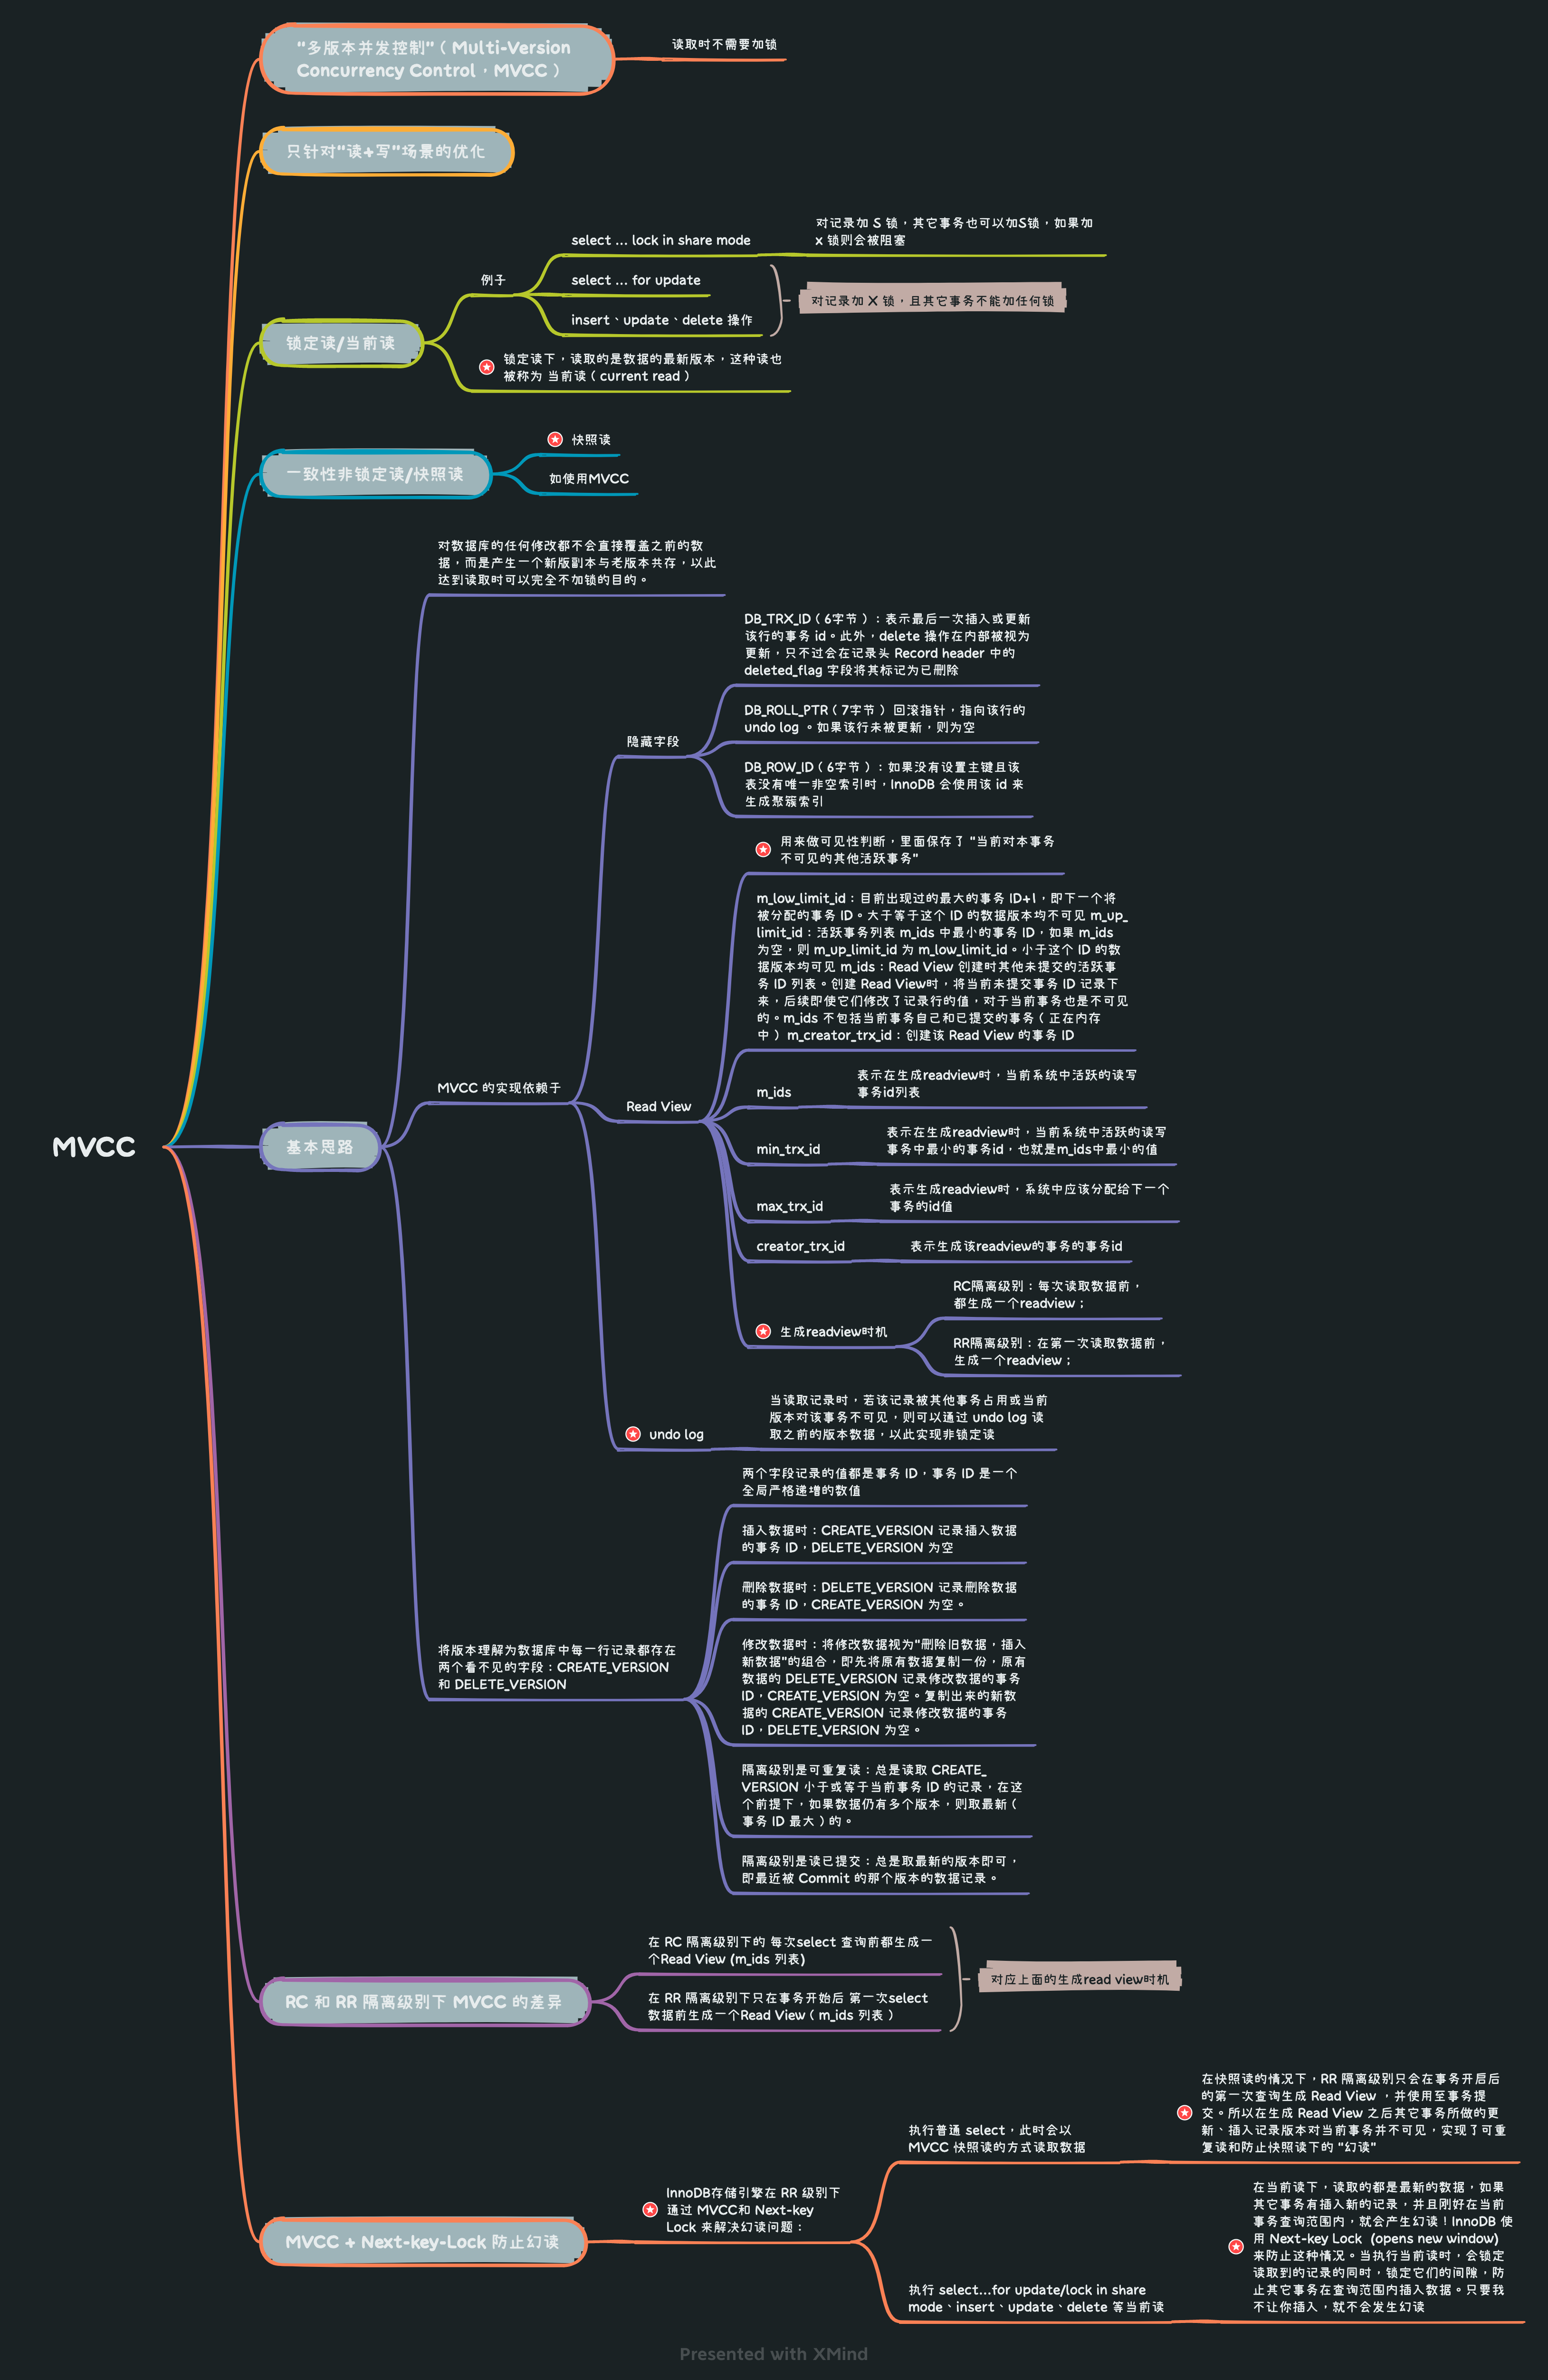 "多版本并发控制"（ Multi-Version
Concurrency Control，MVCC ）
读取时不需要加锁
只针对"读+写"场景的优化
锁定读/当前读
例子
select ... lock in share mode
对记录加 S 锁，其它事务也可以加S锁，如果加
x 锁则会被阻塞
select ... for update
insert、update、delete 操作
对记录加 X 锁，且其它事务不能加任何锁
锁定读下，读取的是数据的最新版本，这种读也
被称为 当前读（ current read ）
一致性非锁定读/快照读
快照读
如使用MVCC
MVCC
基本思路
对数据库的任何修改都不会直接覆盖之前的数
据，而是产生一个新版副本与老版本共存，以此
达到读取时可以完全不加锁的目的。
MVCC 的实现依赖于
隐藏字段
DB_TRX_ID（ 6字节 ）：表示最后一次插入或更新
该行的事务 id。此外，delete 操作在内部被视为
更新，只不过会在记录头 Record header 中的
deleted_flag 字段将其标记为已删除
DB_ROLL_PTR（ 7字节 ） 回滚指针，指向该行的
undo log 。如果该行未被更新，则为空
DB_ROW_ID（ 6字节 ）：如果没有设置主键且该
表没有唯一非空索引时，InnoDB 会使用该 id 来
生成聚簇索引
Read View
用来做可见性判断，里面保存了 "当前对本事务
不可见的其他活跃事务"
m_low_limit_id：目前出现过的最大的事务 ID+1，即下一个将
被分配的事务 ID。大于等于这个 ID 的数据版本均不可见 m_up_
limit_id：活跃事务列表 m_ids 中最小的事务 ID，如果 m_ids
为空，则 m_up_limit_id 为 m_low_limit_id。小于这个 ID 的数
据版本均可见 m_ids：Read View 创建时其他未提交的活跃事
务 ID 列表。创建 Read View时，将当前未提交事务 ID 记录下
来，后续即使它们修改了记录行的值，对于当前事务也是不可见
的。m_ids 不包括当前事务自己和已提交的事务（ 正在内存
中 ） m_creator_trx_id：创建该 Read View 的事务 ID
m_ids
表示在生成readview时，当前系统中活跃的读写
事务id列表
min_trx_id
表示在生成readview时，当前系统中活跃的读写
事务中最小的事务id，也就是m_ids中最小的值
max_trx_id
表示生成readview时，系统中应该分配给下一个
事务的id值
creator_trx_id
表示生成该readview的事务的事务id
生成readview时机
RC隔离级别：每次读取数据前，
都生成一个readview；
RR隔离级别：在第一次读取数据前，
生成一个readview；
undo log
当读取记录时，若该记录被其他事务占用或当前
版本对该事务不可见，则可以通过 undo log 读
取之前的版本数据，以此实现非锁定读
将版本理解为数据库中每一行记录都存在
两个看不见的字段：CREATE_VERSION
和 DELETE_VERSION
两个字段记录的值都是事务 ID，事务 ID 是一个
全局严格递增的数值
插入数据时：CREATE_VERSION 记录插入数据
的事务 ID，DELETE_VERSION 为空
删除数据时：DELETE_VERSION 记录删除数据
的事务 ID，CREATE_VERSION 为空。
修改数据时：将修改数据视为"删除旧数据，插入
新数据"的组合，即先将原有数据复制一份，原有
数据的 DELETE_VERSION 记录修改数据的事务
ID，CREATE_VERSION 为空。复制出来的新数
据的 CREATE_VERSION 记录修改数据的事务
ID，DELETE_VERSION 为空。
隔离级别是可重复读：总是读取 CREATE_
VERSION 小于或等于当前事务 ID 的记录，在这
个前提下，如果数据仍有多个版本，则取最新（
事务 ID 最大 ）的。
隔离级别是读已提交：总是取最新的版本即可，
即最近被 Commit 的那个版本的数据记录。
RC 和 RR 隔离级别下 MVCC 的差异
在 RC 隔离级别下的 每次select 查询前都生成一
个Read View (m_ids 列表)
在 RR 隔离级别下只在事务开始后 第一次select
数据前生成一个Read View（ m_ids 列表 ）
对应上面的生成read view时机
MVCC + Next-key-Lock 防止幻读
InnoDB存储引擎在 RR 级别下
通过 MVCC和 Next-key
Lock 来解决幻读问题：
执行普通 select，此时会以
MVCC 快照读的方式读取数据
在快照读的情况下，RR 隔离级别只会在事务开启后
的第一次查询生成 Read View ，并使用至事务提
交。所以在生成 Read View 之后其它事务所做的更
新、插入记录版本对当前事务并不可见，实现了可重
复读和防止快照读下的 "幻读"
执行 select...for update/lock in share
mode、insert、update、delete 等当前读
在当前读下，读取的都是最新的数据，如果
其它事务有插入新的记录，并且刚好在当前
事务查询范围内，就会产生幻读！InnoDB 使
用 Next-key Lock  (opens new window)
来防止这种情况。当执行当前读时，会锁定
读取到的记录的同时，锁定它们的间隙，防
止其它事务在查询范围内插入数据。只要我
不让你插入，就不会发生幻读
Presented with XMind